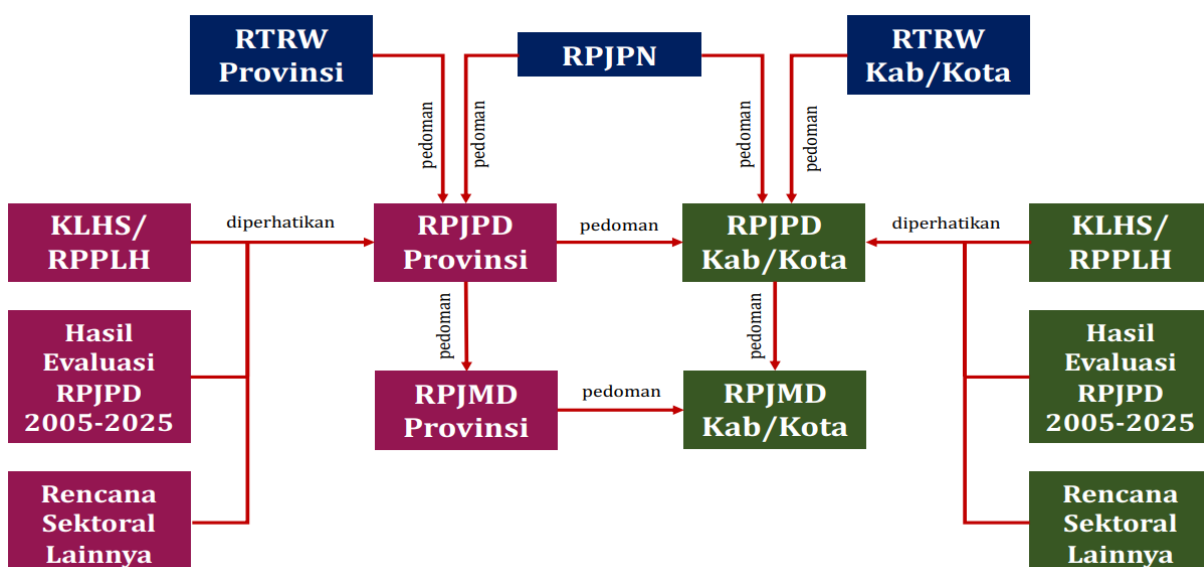 RTRW
Provinsi
RPJPN
RTRW
Kab/Kota
pedoman
pedoman
pedoman
pedoman
KLHS/
RPPLH
diperhatikan
RPJPD
Provinsi
pedoman
RPJPD
Kab/Kota
diperhatikan
KLHS/
RPPLH
Hasil
Evaluasi
RPJPD
2005-2025
pedoman
pedoman
Hasil
Evaluasi
RPJPD
2005-2025
RPJMD
Provinsi
pedoman
RPJMD
Kab/Kota
Rencana
Sektoral
Lainnya
Rencana
Sektoral
Lainnya